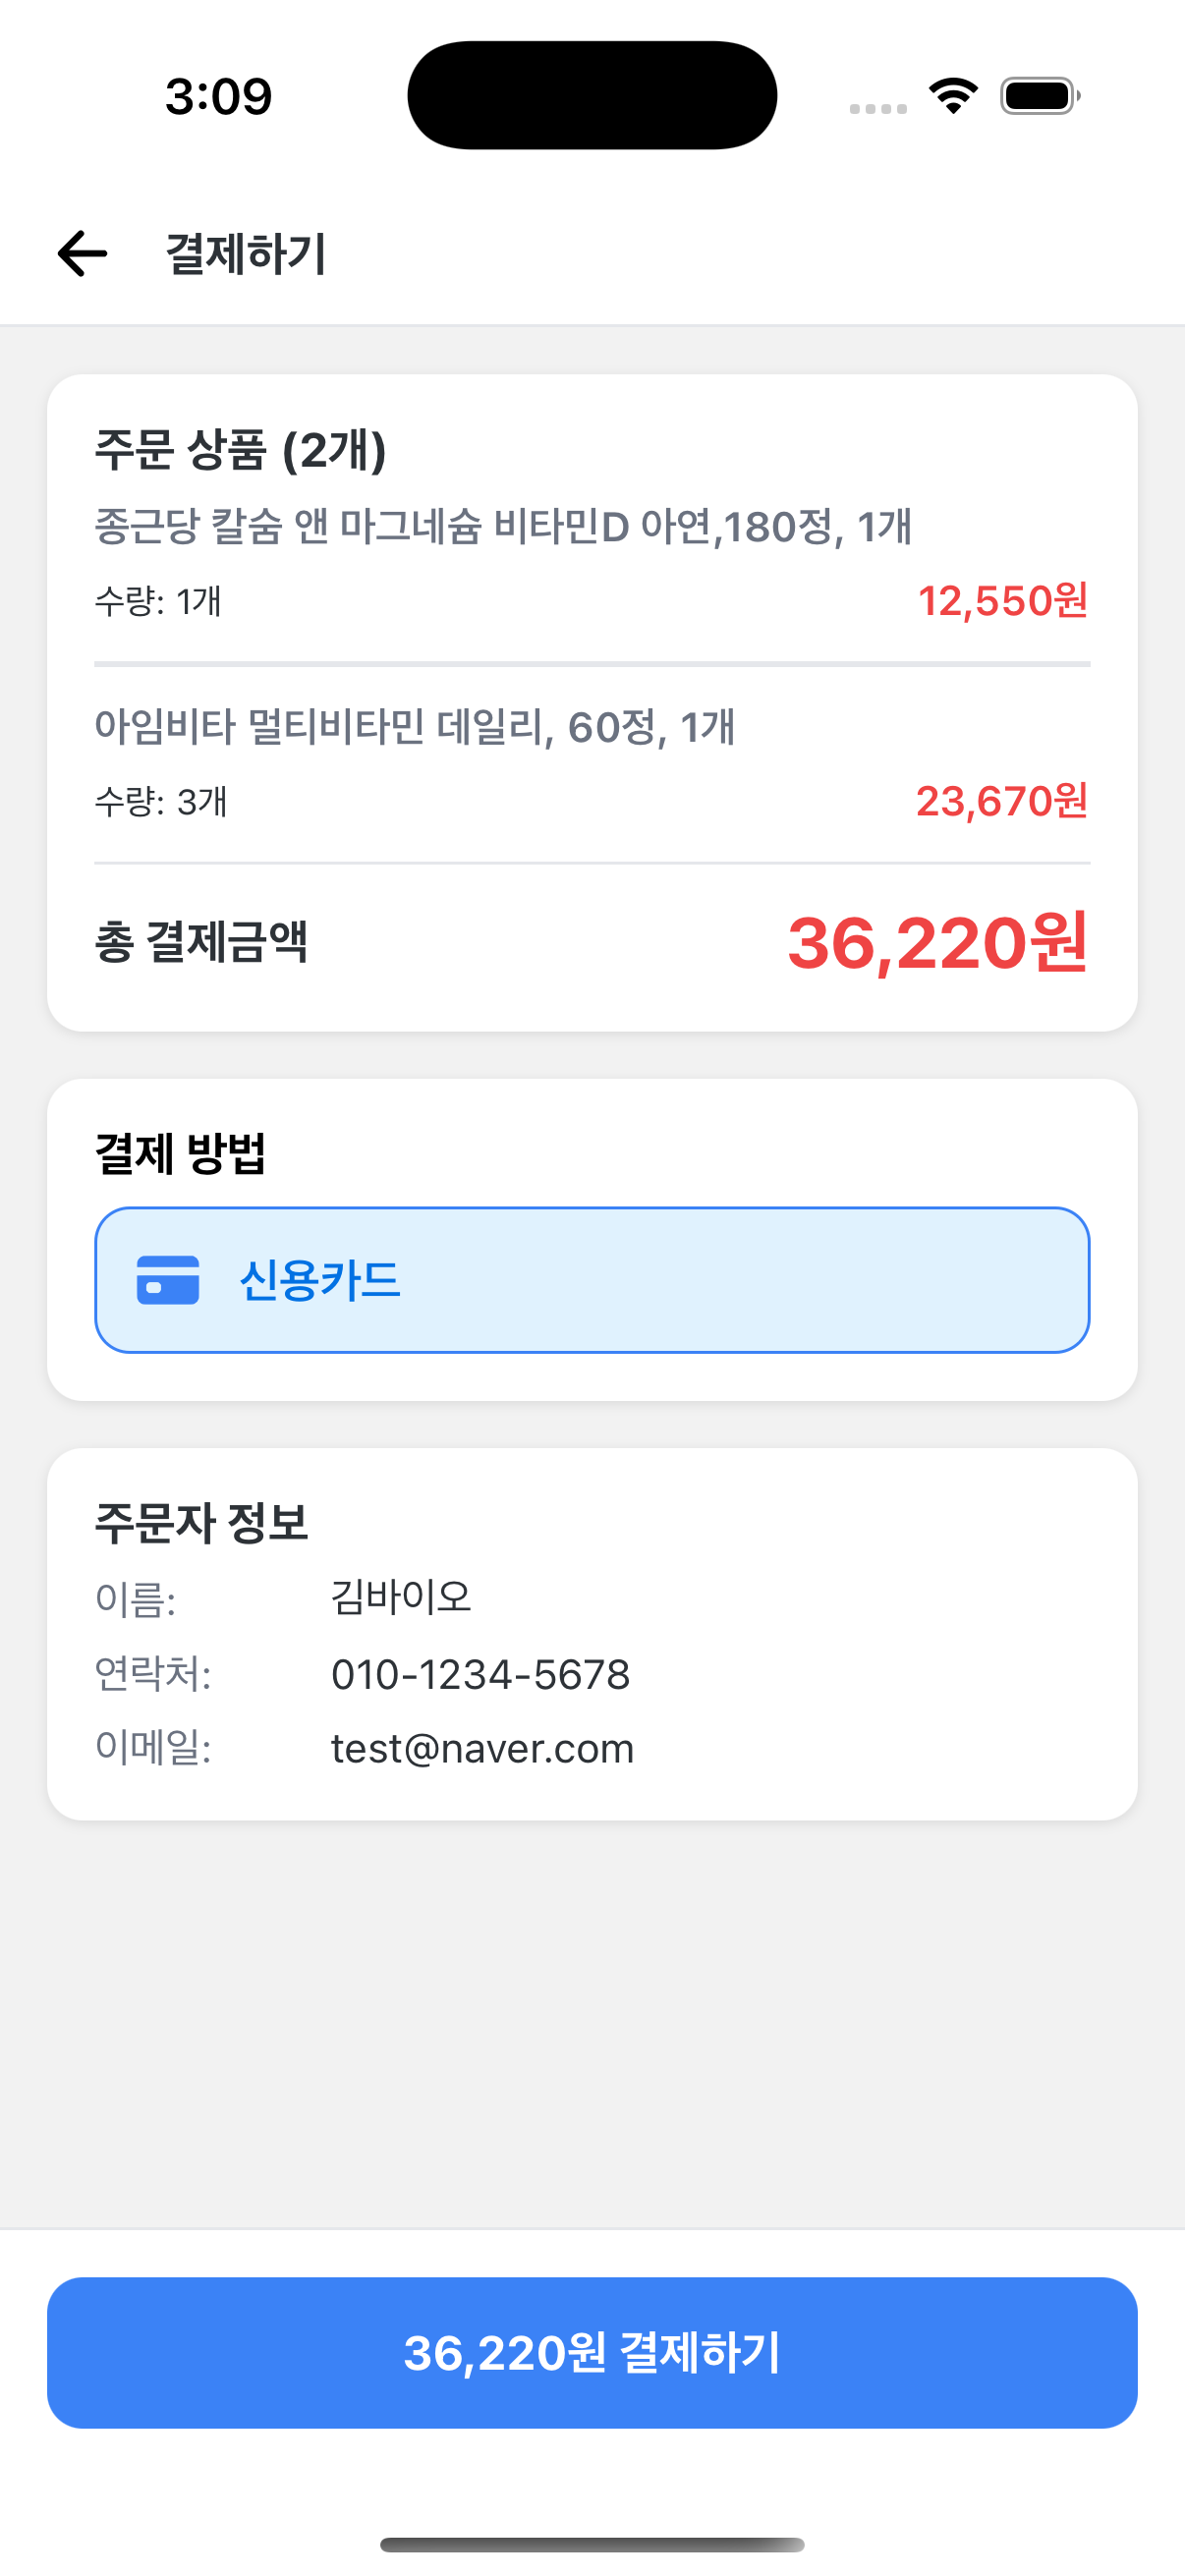 3:09
결제하기
주문 상품 (2개)
종근당 칼슘 앤 마그네슘 비타민D 아연,180정, 1개
수량: 1개 12,550원
아임비타 멀티비타민 데일리, 60정, 1개
수량: 3개 23,670원
총 결제금액 36,220원
결제 방법
신용카드
주문자 정보
이름: 김바이오
연락처: 010-1234-5678
이메일: test@naver.com
36,220원 결제하기